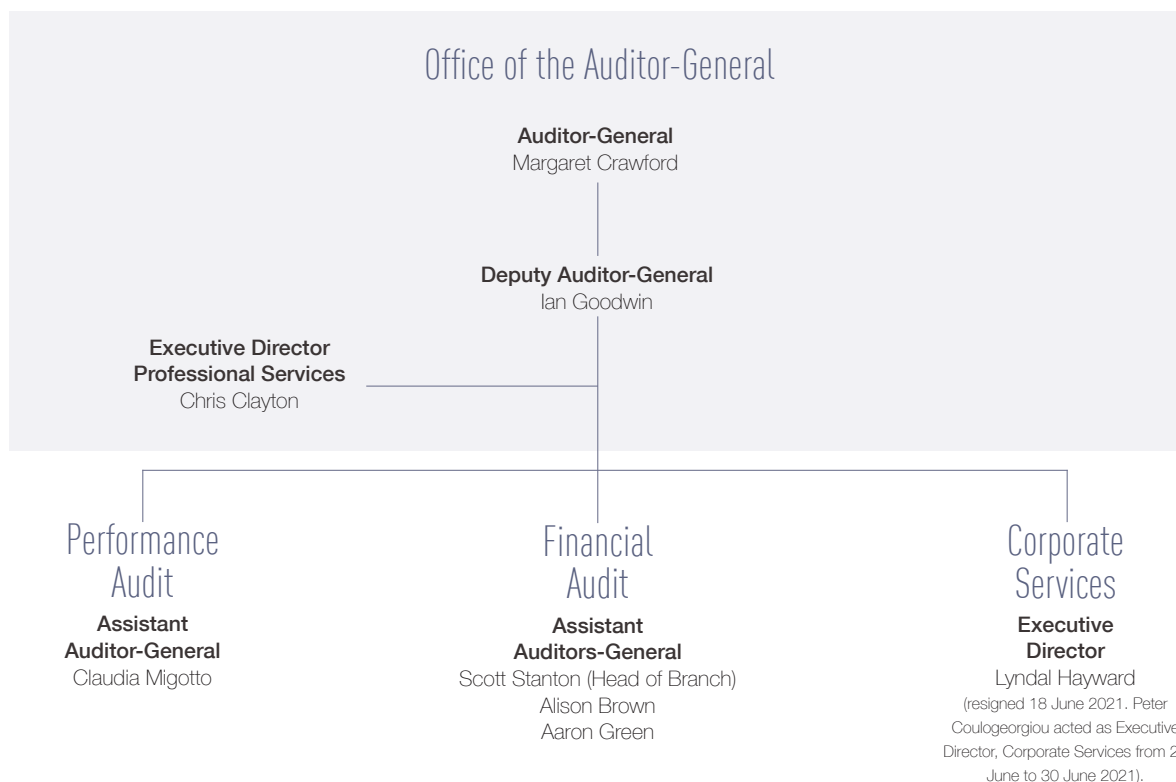 Office of the Auditor-General
Auditor-General
Margaret Crawford
Deputy Auditor-General
Ian Goodwin
Executive Director
Professional Services
Chris Clayton
Performance
Audit
Assistant
Auditor-General
Claudia Migotto
Financial
Audit
Assistant
Auditors-General
Scott Stanton (Head of Branch)
Alison Brown
Aaron Green
Corporate
Services
Executive
Director
Lyndal Hayward
(resigned 18 June 2021. Peter
Coulogeorgiou acted as Executive
Director, Corporate Services from
June to 30 June 2021).